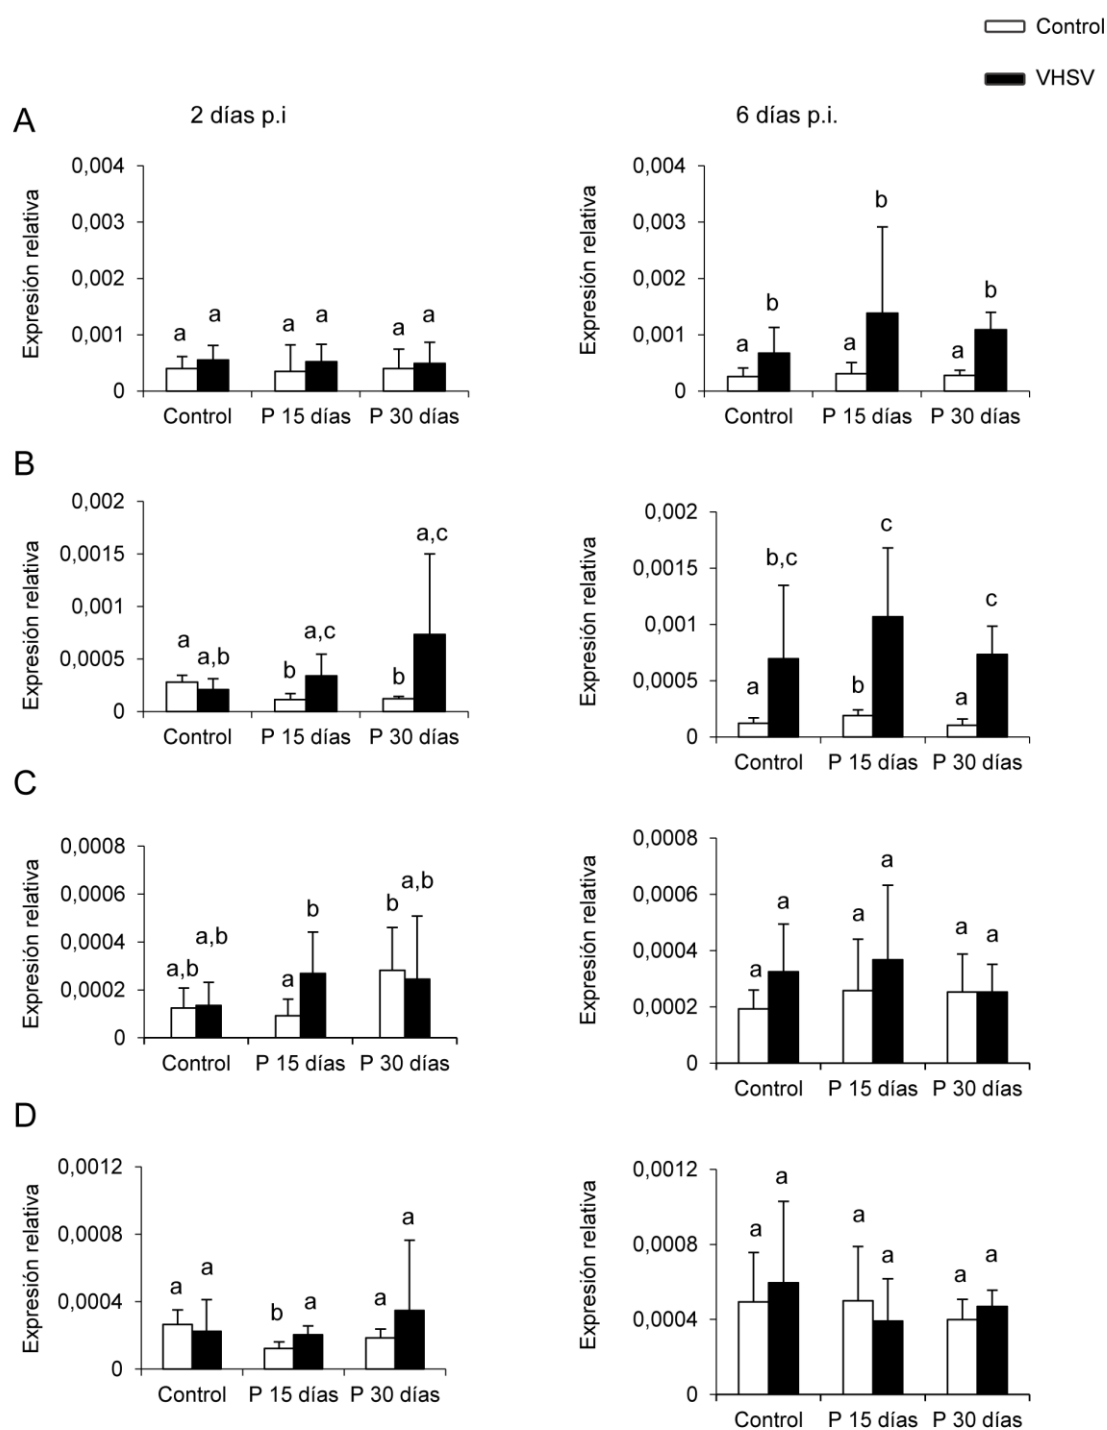 Control
VHSV
A
2 días p.i
6 días p.i.
Expresión relativa
0,004
0,003
0,002
0,001
0
a
a
a
a
a
a
Control
P 15 días
P 30 días
Expresión relativa
0,004
0,003
0,002
0,001
0
a
b
a
b
a
b
Control
P 15 días
P 30 días
B
Expresión relativa
0,002
0,0015
0,001
0,0005
0
a
a,b
b
a,c
b
a,c
Control
P 15 días
P 30 días
Expresión relativa
0,002
0,0015
0,001
0,0005
0
a
b,c
b
c
a
c
Control
P 15 días
P 30 días
C
Expresión relativa
0,0008
0,0006
0,0004
0,0002
0
a,b
a,b
a
b
b
a,b
Control
P 15 días
P 30 días
Expresión relativa
0,0008
0,0006
0,0004
0,0002
0
a
a
a
a
a
a
Control
P 15 días
P 30 días
D
Expresión relativa
0,0012
0,0008
0,0004
0
a
a
b
a
a
a
Control
P 15 días
P 30 días
Expresión relativa
0,0012
0,0008
0,0004
0
a
a
a
a
a
a
Control
P 15 días
P 30 días